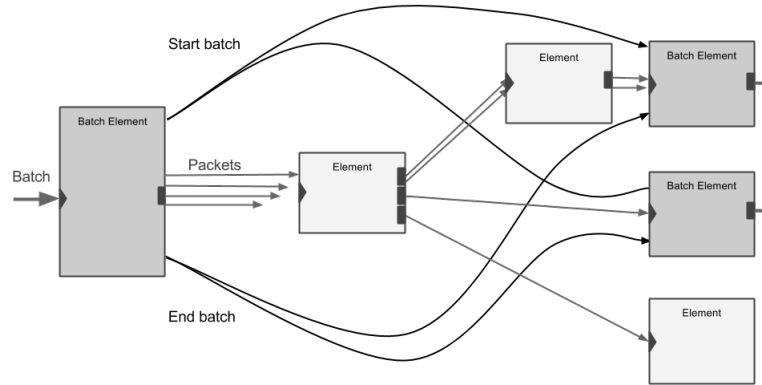 Start batch
Element
Batch Element
Batch Element
Packets
Element
Batch
Batch Element
End batch
Element